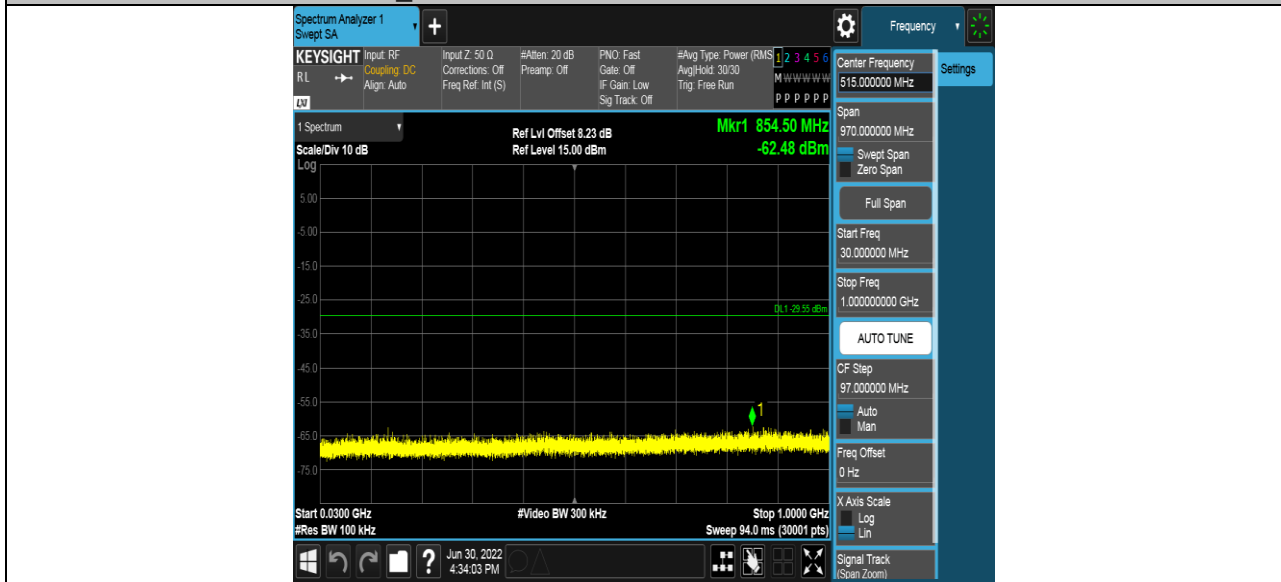 Spectrum Analyzer 1
Swept SA
+
Frequency
KEYSIGHT
RL
LXI
Input: RF
Coupling: DC
Align: Auto
Input Z: 50 Ω
Corrections: Off
Freq Ref: Int (S)
#Atten: 20 dB
Preamp: Off
PNO: Fast
Gate: Off
IF Gain: Low
Sig Track: Off
#Avg Type: Power (RMS
Avg|Hold: 30/30
Trig: Free Run
1 2 3 4 5 6
M W W W W W
P P P P P P
1 Spectrum
Scale/Div 10 dB
Log
Ref Lvl Offset 8.23 dB
Ref Level 15.00 dBm
Mkr1 854.50 MHz
-62.48 dBm
5.00
-5.00
-15.0
-25.0
DL1 -29.55 dBm
-35.0
-45.0
-55.0
1
-65.0
-75.0
Start 0.0300 GHz
#Video BW 300 kHz
Stop 1.0000 GHz
#Res BW 100 kHz
Sweep 94.0 ms (30001 pts)
?
Jun 30, 2022
4:34:03 PM
Center Frequency
515.000000 MHz
Settings
Span
970.000000 MHz
Swept Span
Zero Span
Full Span
Start Freq
30.000000 MHz
Stop Freq
1.000000000 GHz
AUTO TUNE
CF Step
97.000000 MHz
Auto
Man
Freq Offset
0 Hz
X Axis Scale
Log
Lin
Signal Track
(Span Zoom)